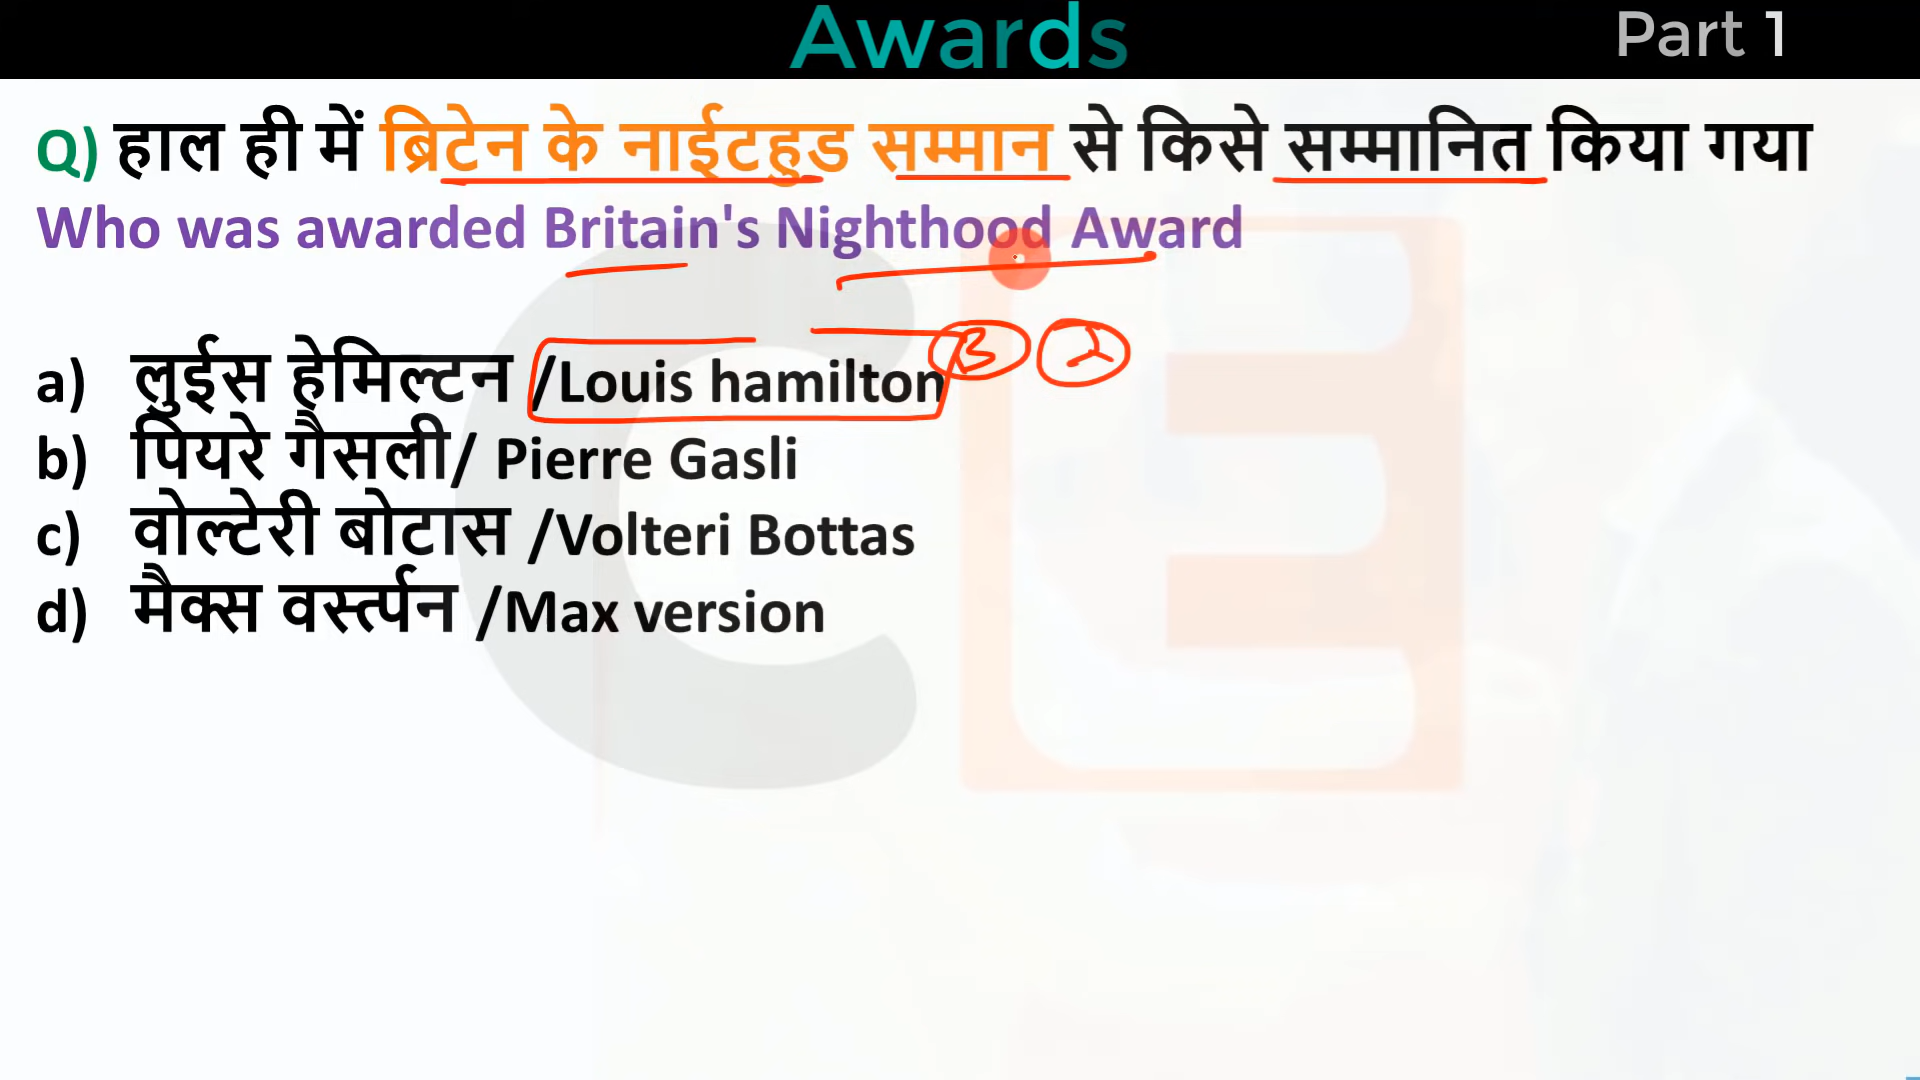 Awards
Part 1
Q) हाल ही में ब्रिटेन के नाईटहुड सम्मान से किसे सम्मानित किया गया
Who was awarded Britain's Nighthood Award
a) लुईस हेमिल्टन /Louis hamilton
b) पियरे गैसली/ Pierre Gasli
c) वोल्टेरी बोटास /Volteri Bottas
d) मैक्स वर्स्त्पन /Max version